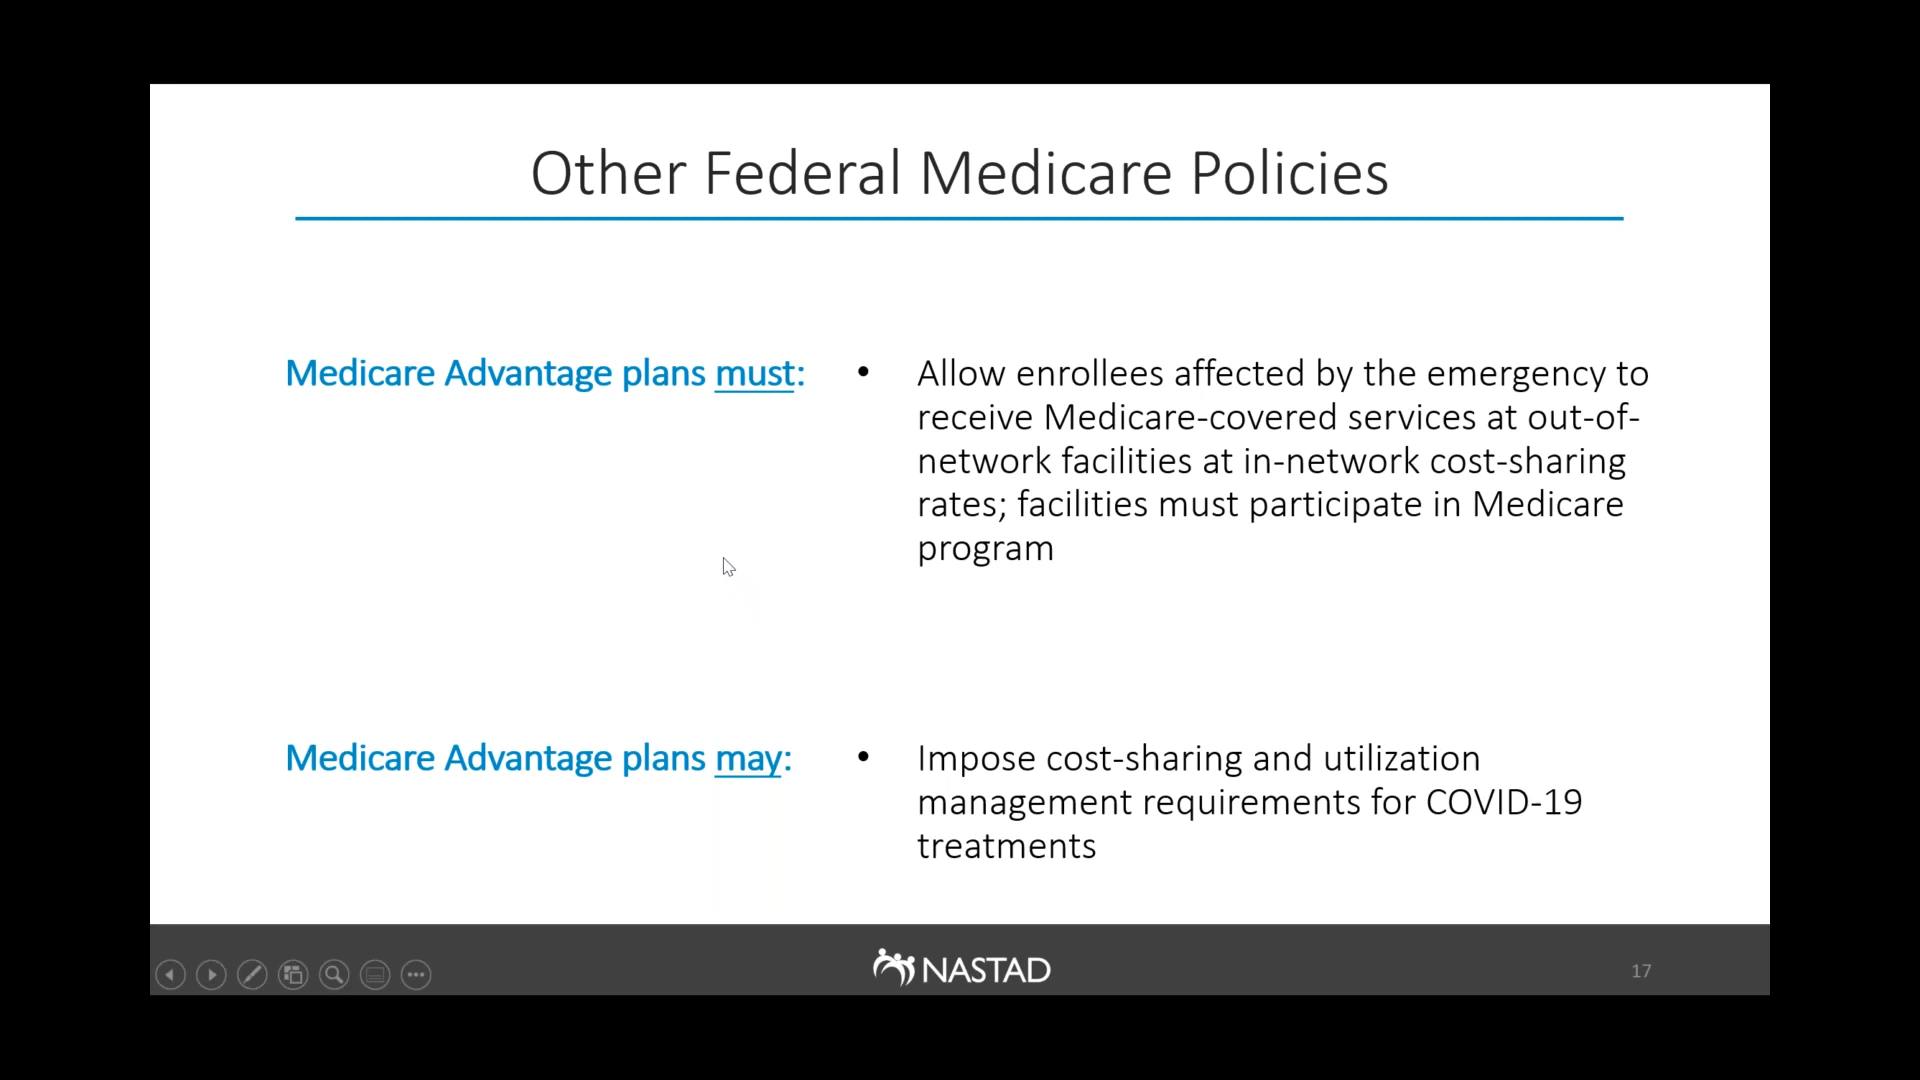 Other Federal Medicare Policies
Medicare Advantage plans must:
• Allow enrollees affected by the emergency to
receive Medicare-covered services at out-of-
network facilities at in-network cost-sharing
rates; facilities must participate in Medicare
program
Medicare Advantage plans may:
• Impose cost-sharing and utilization
management requirements for COVID-19
treatments
NASTAD
17